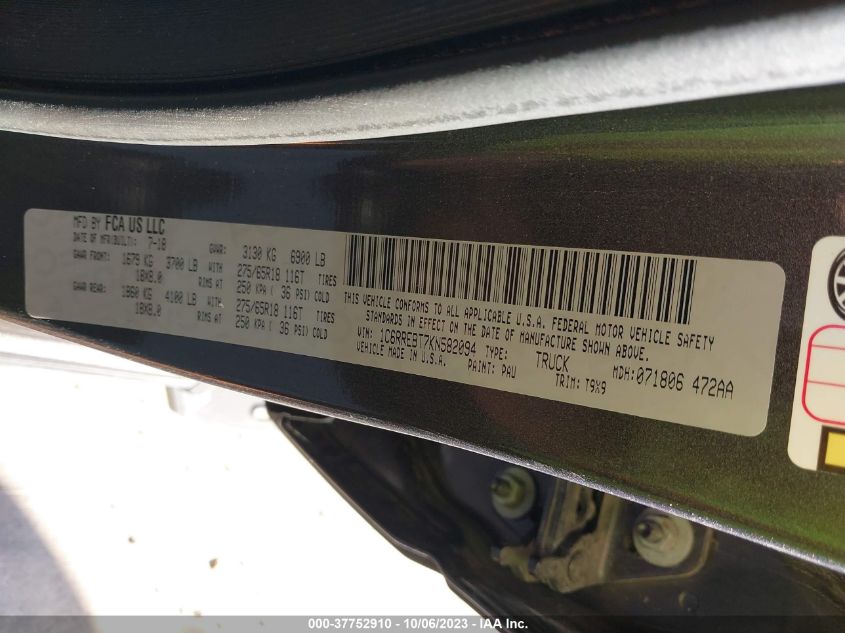 MFD BY FCA US LLC
DATE OF MFR(BUILT): 7-18 GVWR: 3130 KG 6900 LB
GAWR FRONT: 1679 KG 3700 LB WITH 275/65R18 116T TIRES
18X8.0 RIMS AT 250 KPA ( 36 PSI) COLD
GAWR REAR: 1860 KG 4100 LB WITH 275/65R18 116T TIRES
18X8.0 RIMS AT 250 KPA ( 36 PSI) COLD
THIS VEHICLE CONFORMS TO ALL APPLICABLE U.S.A. FEDERAL MOTOR VEHICLE SAFETY
STANDARDS IN EFFECT ON THE DATE OF MANUFACTURE SHOWN ABOVE.
VIN: 1C6RREBT7KN582094 TYPE: TRUCK MDH: 071806 472AA
VEHICLE MADE IN U.S.A. PAINT: PAU TRIM: T9X9
000-37752910 - 10/06/2023 - IAA Inc.